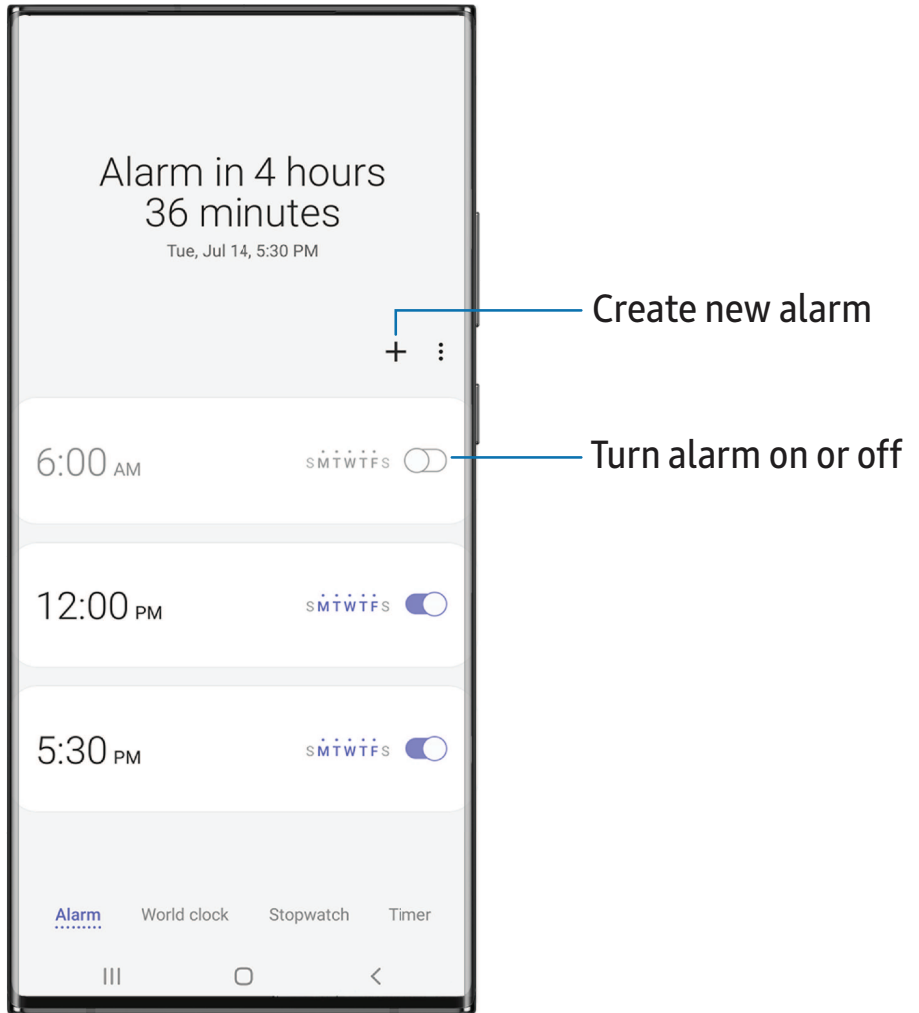 Alarm in 4 hours
36 minutes
Tue, Jul 14, 5:30 PM
Create new alarm
6:00 AM SMTWTFS
Turn alarm on or off
12:00 PM SMTWTFS
5:30 PM SMTWTFS
Alarm World clock Stopwatch Timer